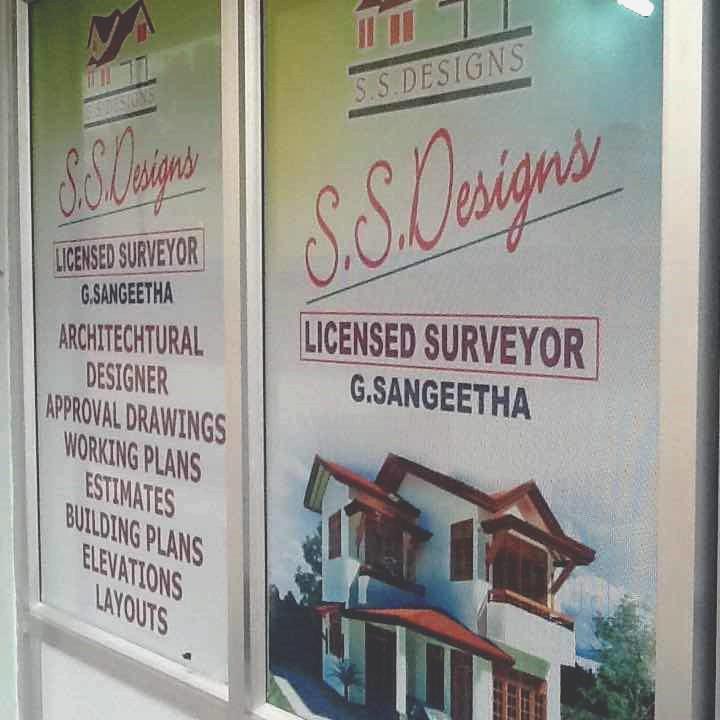 S.S.DESIGNS
S.S.Designs
LICENSED SURVEYOR
G.SANGEETHA
ARCHITECHTURAL
DESIGNER
APPROVAL DRAWINGS
WORKING PLANS
ESTIMATES
BUILDING PLANS
ELEVATIONS
LAYOUTS
S.S.DESIGNS
S.S.Designs
LICENSED SURVEYOR
G.SANGEETHA